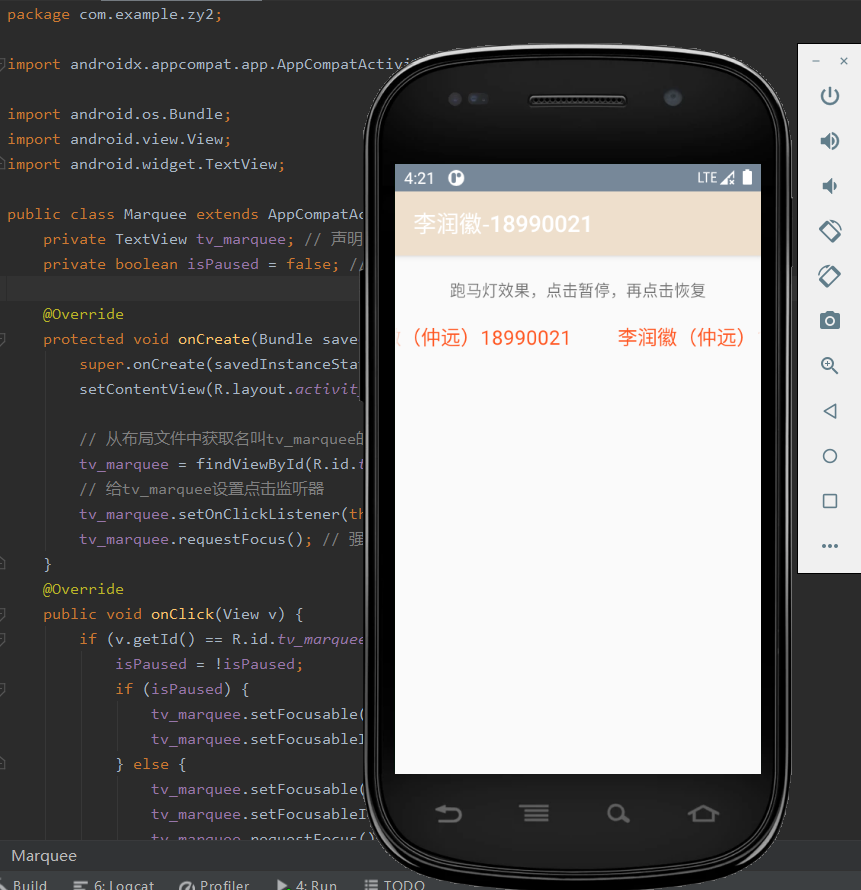 package com.example.zy2;
import androidx.appcompat.app.AppCompatActivi
import android.os.Bundle;
import android.view.View;
import android.widget.TextView;
public class Marquee extends AppCompatAc
private TextView tv_marquee; // 声明
private boolean isPaused = false; //
@Override
protected void onCreate(Bundle save
super.onCreate(savedInstanceSta
setContentView(R.layout.activit
// 从布局文件中获取名叫tv_marquee的
tv_marquee = findViewById(R.id.t
// 给tv_marquee设置点击监听器
tv_marquee.setOnClickListener(th
tv_marquee.requestFocus(); // 强
}
@Override
public void onClick(View v) {
if (v.getId() == R.id.tv_marquee
isPaused = !isPaused;
if (isPaused) {
tv_marquee.setFocusable(
tv_marquee.setFocusableI
} else {
tv_marquee.setFocusable(
tv_marquee.setFocusableI
tv_marquee.requestFocus()
Marquee
Build 6: Logcat Profiler 4: Run TODO
4:21 LTE
李润徽-18990021
跑马灯效果，点击暂停，再点击恢复
（仲远）18990021 李润徽（仲远）